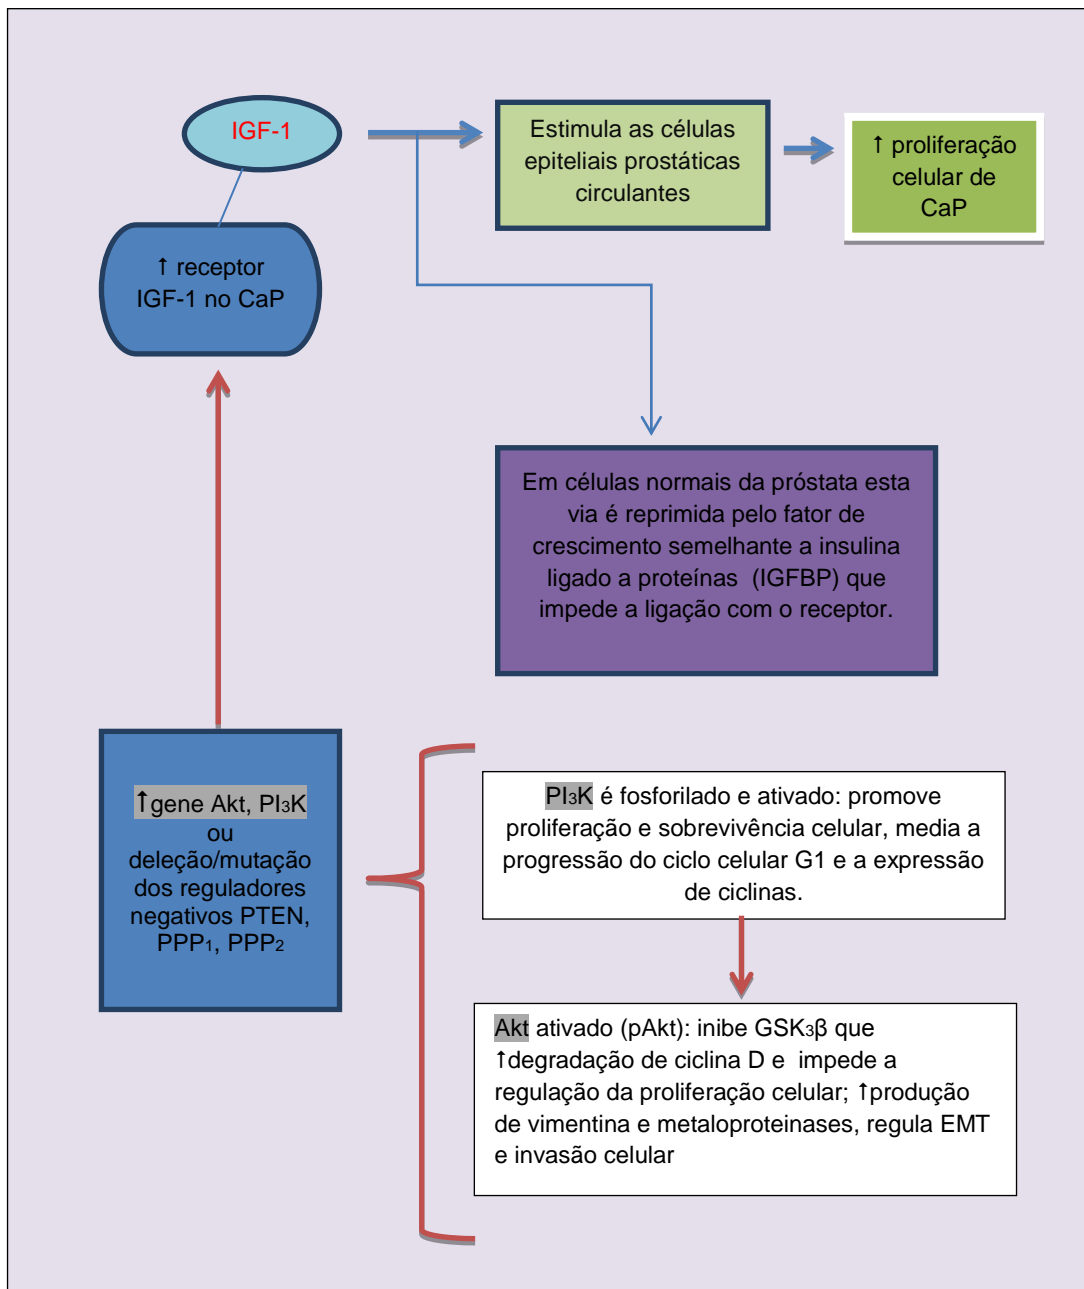 IGF-1
Estimula as células
epiteliais prostáticas
circulantes
↑ proliferação
celular de
CaP
↑ receptor
IGF-1 no CaP
Em células normais da próstata esta
via é reprimida pelo fator de
crescimento semelhante a insulina
ligado a proteínas (IGFBP) que
impede a ligação com o receptor.
↑gene Akt, PI₃K
ou
deleção/mutação
dos reguladores
negativos PTEN,
PPP₁, PPP₂
PI₃K é fosforilado e ativado: promove
proliferação e sobrevivência celular, media a
progressão do ciclo celular G1 e a expressão
de ciclinas.
Akt ativado (pAkt): inibe GSK₃β que
↑degradação de ciclina D e impede a
regulação da proliferação celular; ↑produção
de vimentina e metaloproteinases, regula EMT
e invasão celular